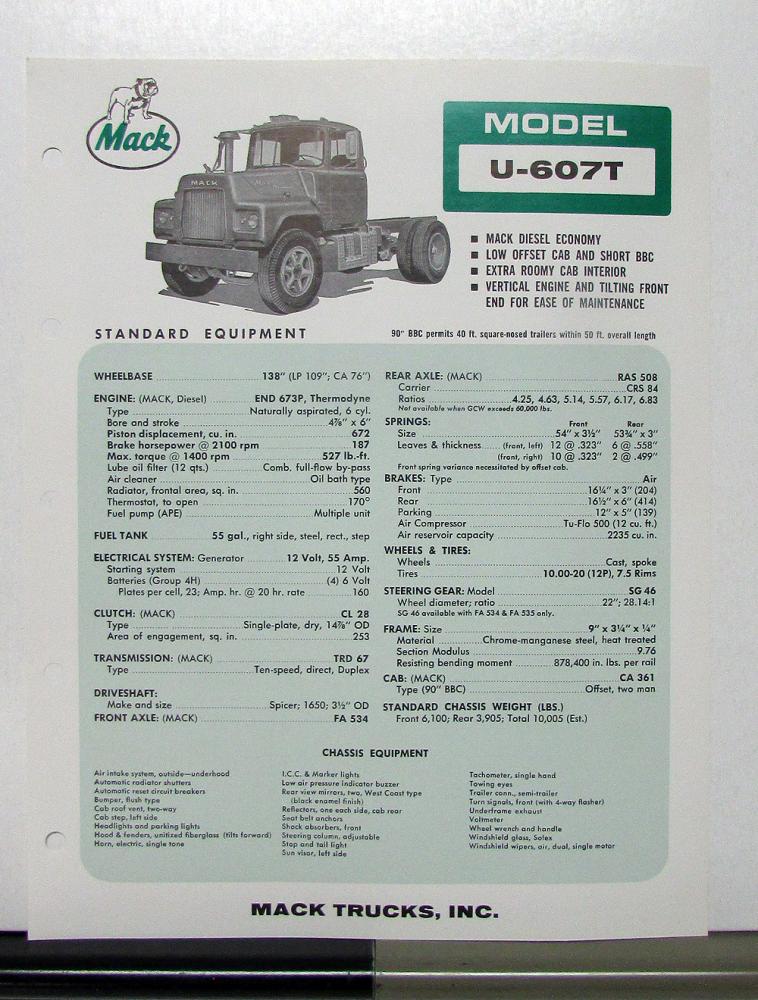 Mack
MODEL
U-607T
MACK
■ MACK DIESEL ECONOMY
■ LOW OFFSET CAB AND SHORT BBC
■ EXTRA ROOMY CAB INTERIOR
■ VERTICAL ENGINE AND TILTING FRONT
END FOR EASE OF MAINTENANCE
STANDARD EQUIPMENT
90" BBC permits 40 ft. square-nosed trailers within 50 ft. overall length
WHEELBASE 138" (LP 109"; CA 76")
ENGINE: (MACK, Diesel) END 673P, Thermodyne
Type Naturally aspirated, 6 cyl.
Bore and stroke 4⅞" x 6"
Piston displacement, cu. in. 672
Brake horsepower @ 2100 rpm 187
Max. torque @ 1400 rpm 527 lb.-ft.
Lube oil filter (12 qts.) Comb. full-flow by-pass
Air cleaner Oil bath type
Radiator, frontal area, sq. in. 560
Thermostat, to open 170°
Fuel pump (APE) Multiple unit
FUEL TANK 55 gal., right side, steel, rect., step
ELECTRICAL SYSTEM: Generator 12 Volt, 55 Amp.
Starting system 12 Volt
Batteries (Group 4H) (4) 6 Volt
Plates per cell, 23; Amp. hr. @ 20 hr. rate 160
CLUTCH: (MACK) CL 28
Type Single-plate, dry, 14⅞" OD
Area of engagement, sq. in. 253
TRANSMISSION: (MACK) TRD 67
Type Ten-speed, direct, Duplex
DRIVESHAFT:
Make and size Spicer; 1650; 3½" OD
FRONT AXLE: (MACK) FA 534
REAR AXLE: (MACK) RAS 508
Carrier CRS 84
Ratios 4.25, 4.63, 5.14, 5.57, 6.17, 6.83
Not available when GCW exceeds 60,000 lbs.
SPRINGS: Front Rear
Size 54" x 3½" 53¾" x 3"
Leaves & thickness (front, left) 12 @ .323" 6 @ .558"
(front, right) 10 @ .323" 2 @ .499"
Front spring variance necessitated by offset cab.
BRAKES: Type Air
Front 16¼" x 3" (204)
Rear 16½" x 6" (414)
Parking 12" x 5" (139)
Air Compressor Tu-Flo 500 (12 cu. ft.)
Air reservoir capacity 2235 cu. in.
WHEELS & TIRES:
Wheels Cast, spoke
Tires 10.00-20 (12P), 7.5 Rims
STEERING GEAR: Model SG 46
Wheel diameter; ratio 22"; 28.14:1
SG 46 available with FA 534 & FA 535 only.
FRAME: Size 9" x 3¼" x ¼"
Material Chrome-manganese steel, heat treated
Section Modulus 9.76
Resisting bending moment 878,400 in. lbs. per rail
CAB: (MACK) CA 361
Type (90" BBC) Offset, two man
STANDARD CHASSIS WEIGHT (LBS.)
Front 6,100; Rear 3,905; Total 10,005 (Est.)
CHASSIS EQUIPMENT
Air intake system, outside—underhood
Automatic radiator shutters
Automatic reset circuit breakers
Bumper, flush type
Cab roof vent, two-way
Cab step, left side
Headlights and parking lights
Hood & fenders, unitized fiberglass (tilts forward)
Horn, electric, single tone
I.C.C. & Marker lights
Low air pressure indicator buzzer
Rear view mirrors, two, West Coast type
(black enamel finish)
Reflectors, one each side, cab rear
Seat belt anchors
Shock absorbers, front
Steering column, adjustable
Stop and tail light
Sun visor, left side
Tachometer, single hand
Towing eyes
Trailer conn., semi-trailer
Turn signals, front (with 4-way flasher)
Underframe exhaust
Voltmeter
Wheel wrench and handle
Windshield glass, Solex
Windshield wipers, air, dual, single motor
MACK TRUCKS, INC.